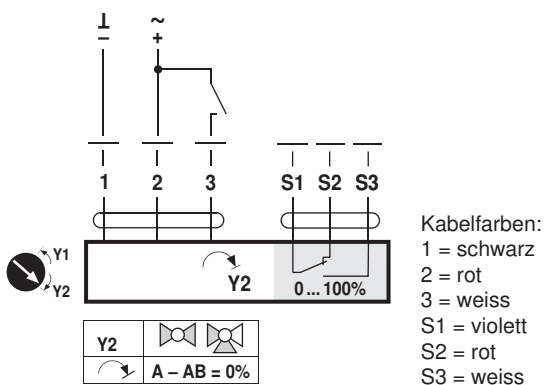 ⊥ ~
– +
1 2 3 S1 S2 S3
Y1
Y2
Y2
0 ... 100%
Y2
A – AB = 0%
Kabelfarben:
1 = schwarz
2 = rot
3 = weiss
S1 = violett
S2 = rot
S3 = weiss